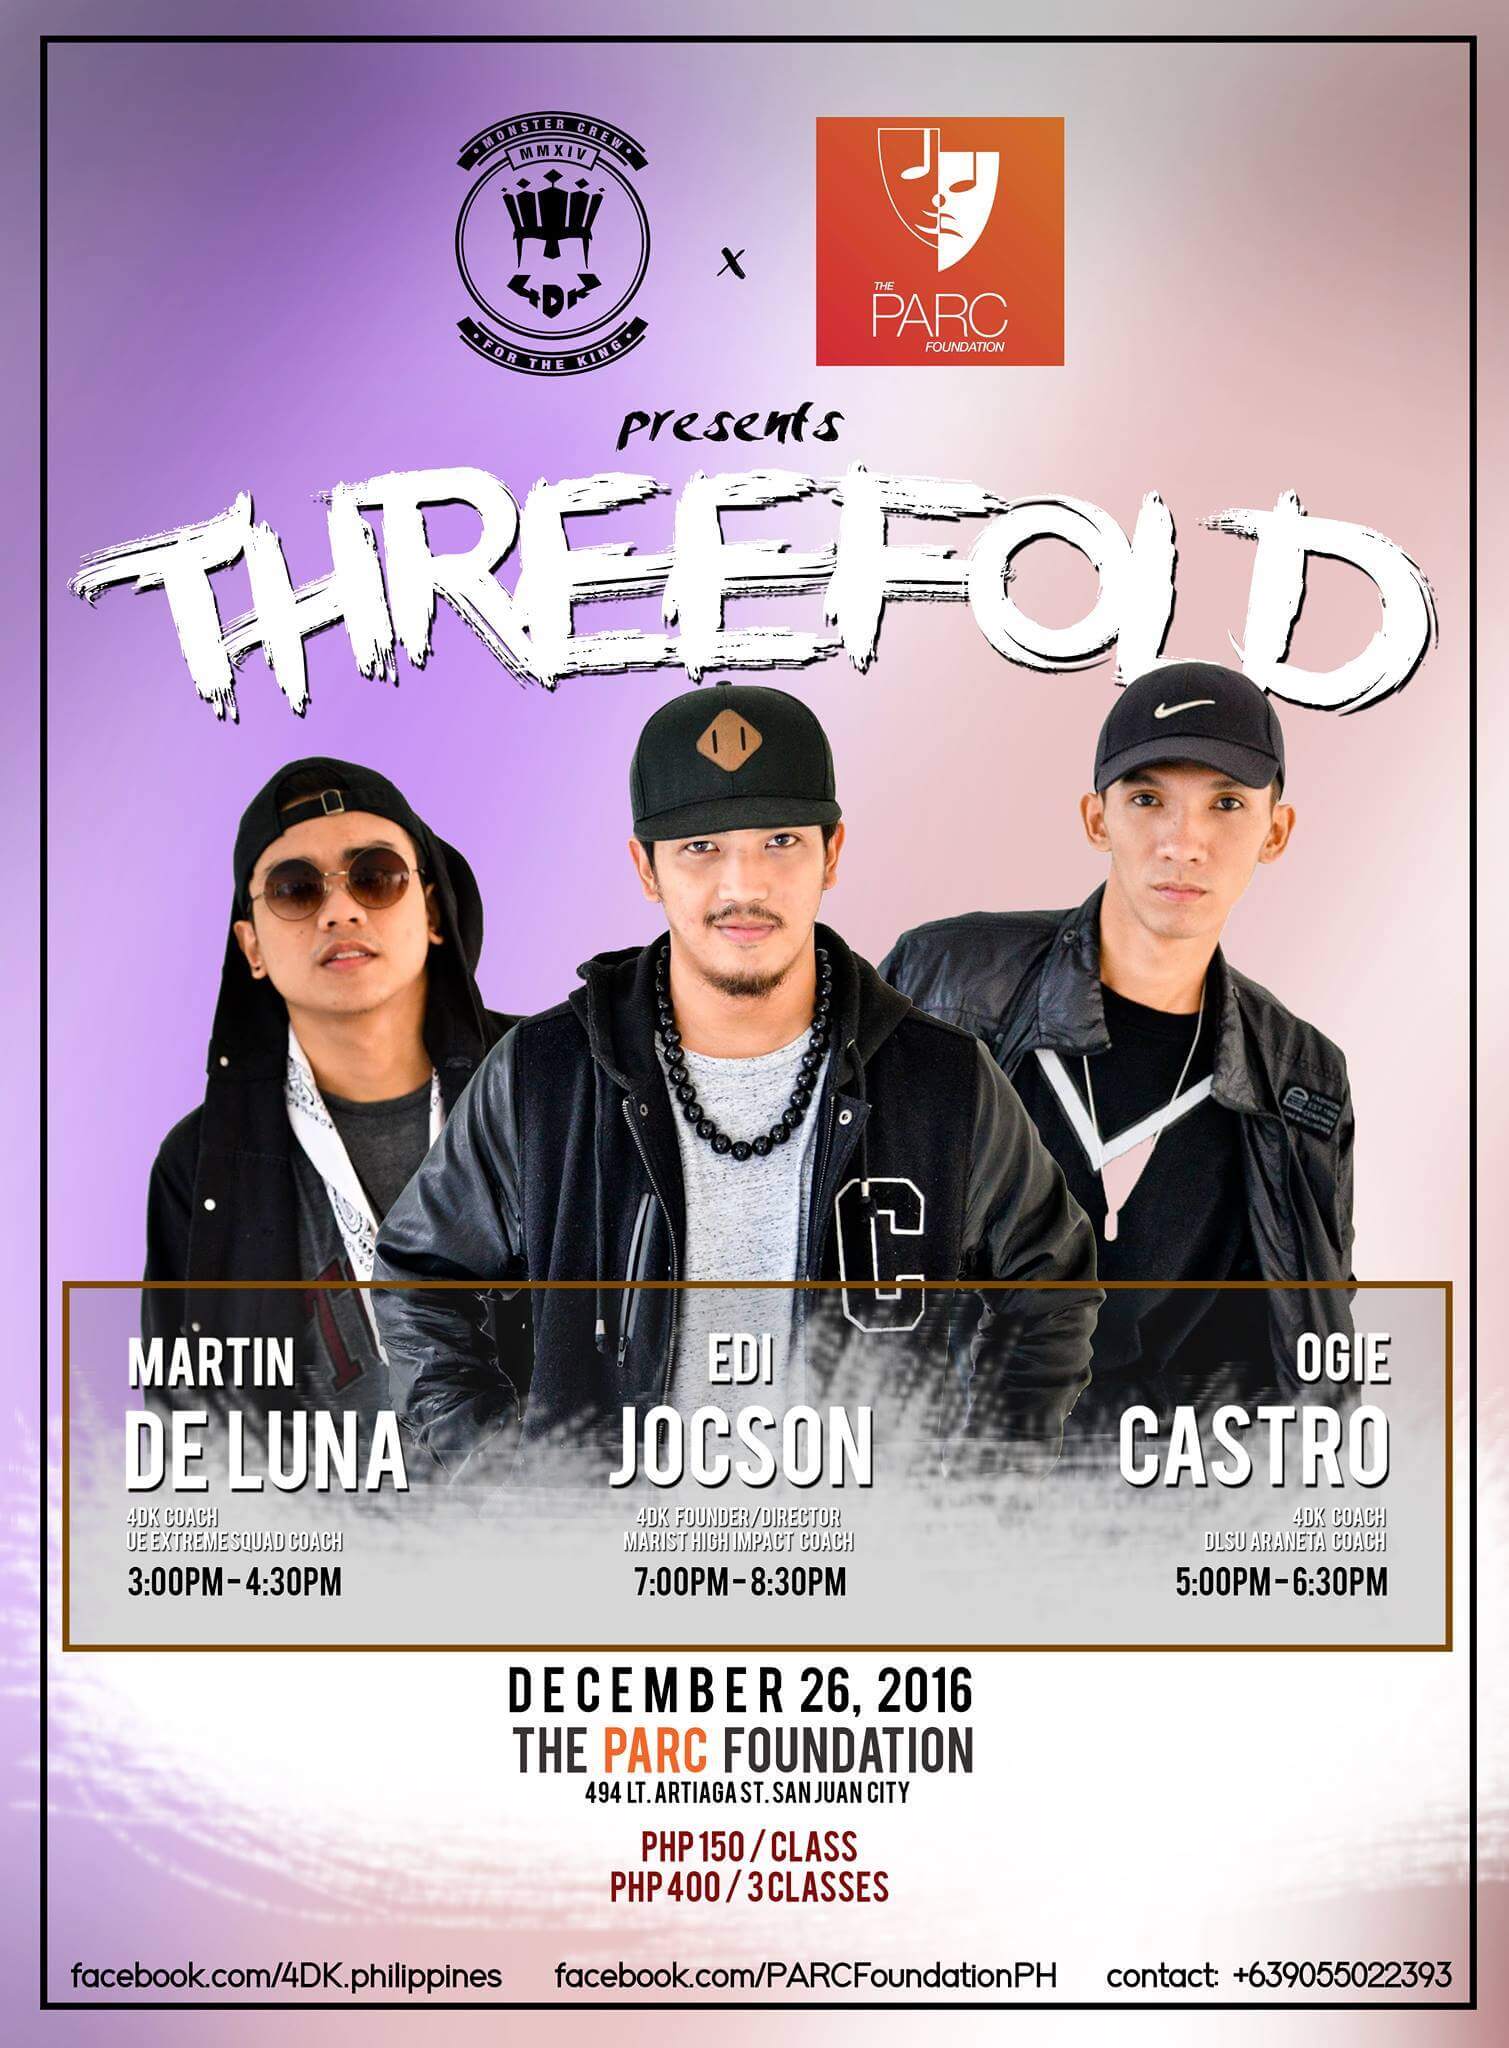 MONSTER CREW
MMXIV
4DK
FOR THE KING
x
THE
PARC
FOUNDATION
presents
THREEFOLD
C
MARTIN
DE LUNA
4DK COACH
UE EXTREME SQUAD COACH
3:00PM - 4:30PM
EDI
JOCSON
4DK FOUNDER/DIRECTOR
MARIST HIGH IMPACT COACH
7:00PM - 8:30PM
OGIE
CASTRO
4DK COACH
DLSU ARANETA COACH
5:00PM - 6:30PM
DECEMBER 26, 2016
THE PARC FOUNDATION
494 LT. ARTIAGA ST. SAN JUAN CITY
PHP 150 / CLASS
PHP 400 / 3 CLASSES
facebook.com/4DK.philippines facebook.com/PARCFoundationPH contact: +639055022393